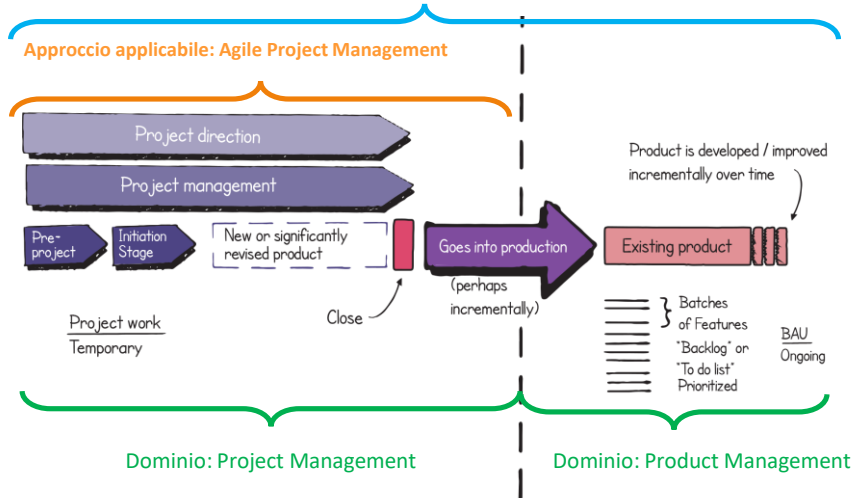 Approccio applicabile: Agile Project Management
Project direction
Project management
Pre-
project
Initiation
Stage
New or significantly
revised product
Close
Goes into production
(perhaps
incrementally)
Project work
Temporary
Product is developed / improved
incrementally over time
Existing product
Batches
of Features
"Backlog" or
"To do list"
Prioritized
BAU
Ongoing
Dominio: Project Management
Dominio: Product Management